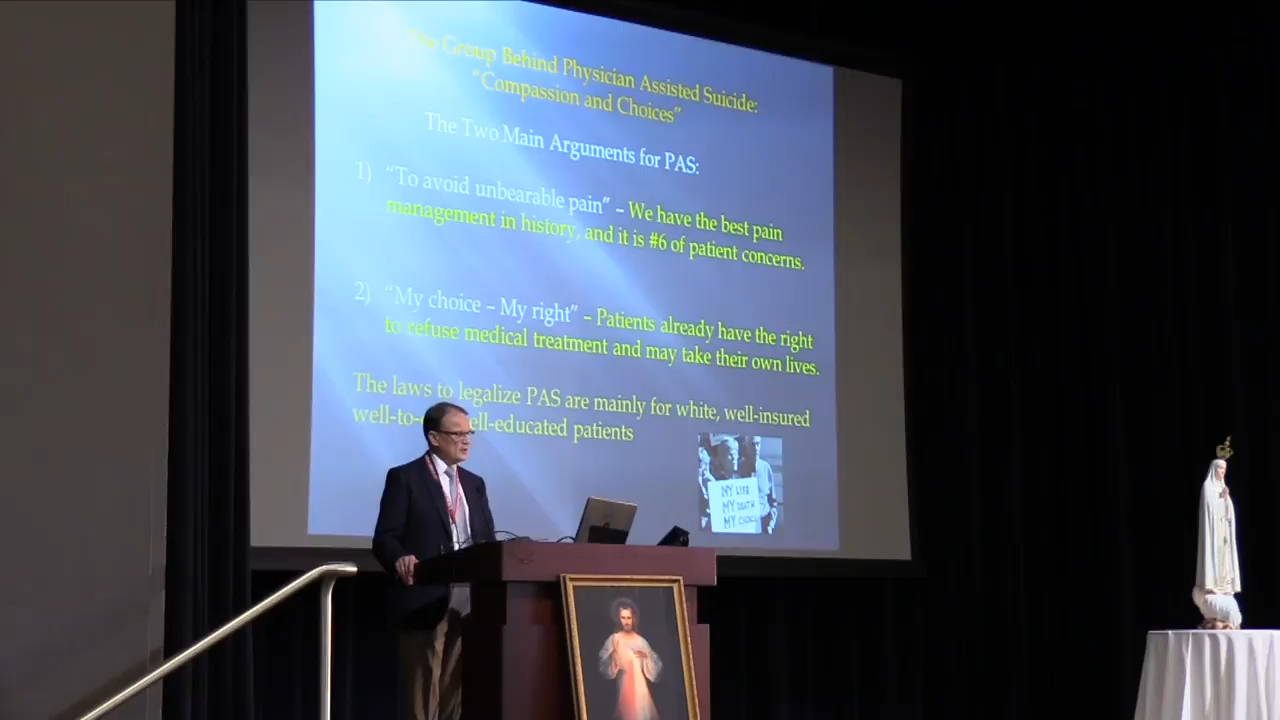 The Group Behind Physician Assisted Suicide:
"Compassion and Choices"
The Two Main Arguments for PAS:
1) "To avoid unbearable pain" – We have the best pain
management in history, and it is #6 of patient concerns.
2) "My choice – My right" – Patients already have the right
to refuse medical treatment and may take their own lives.
The laws to legalize PAS are mainly for white, well-insured
well-to- ell-educated patients
MY LIFE
MY DEATH
MY CHOICE